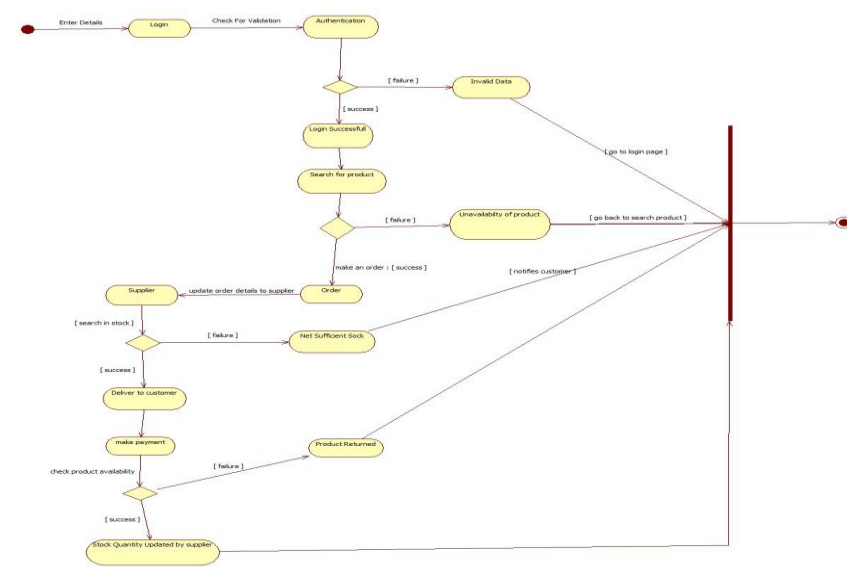 Enter Details
Login
Check For Validation
Authentication
[ failure ]
Invalid Data
[ success ]
Login Successfull
[go to login page ]
Search for product
[ failure ]
Unavailabilty of product
[ go back to search product ]
make an order : [ success ]
[notifies customer ]
Supplier
update order details to supplier
Order
[ search in stock ]
[ failure ]
Net Sufficient Sock
[ success ]
Deliver to customer
make payment
Product Returned
check product availability
[ failure ]
[ success ]
Stock Quantity Updated by supplier